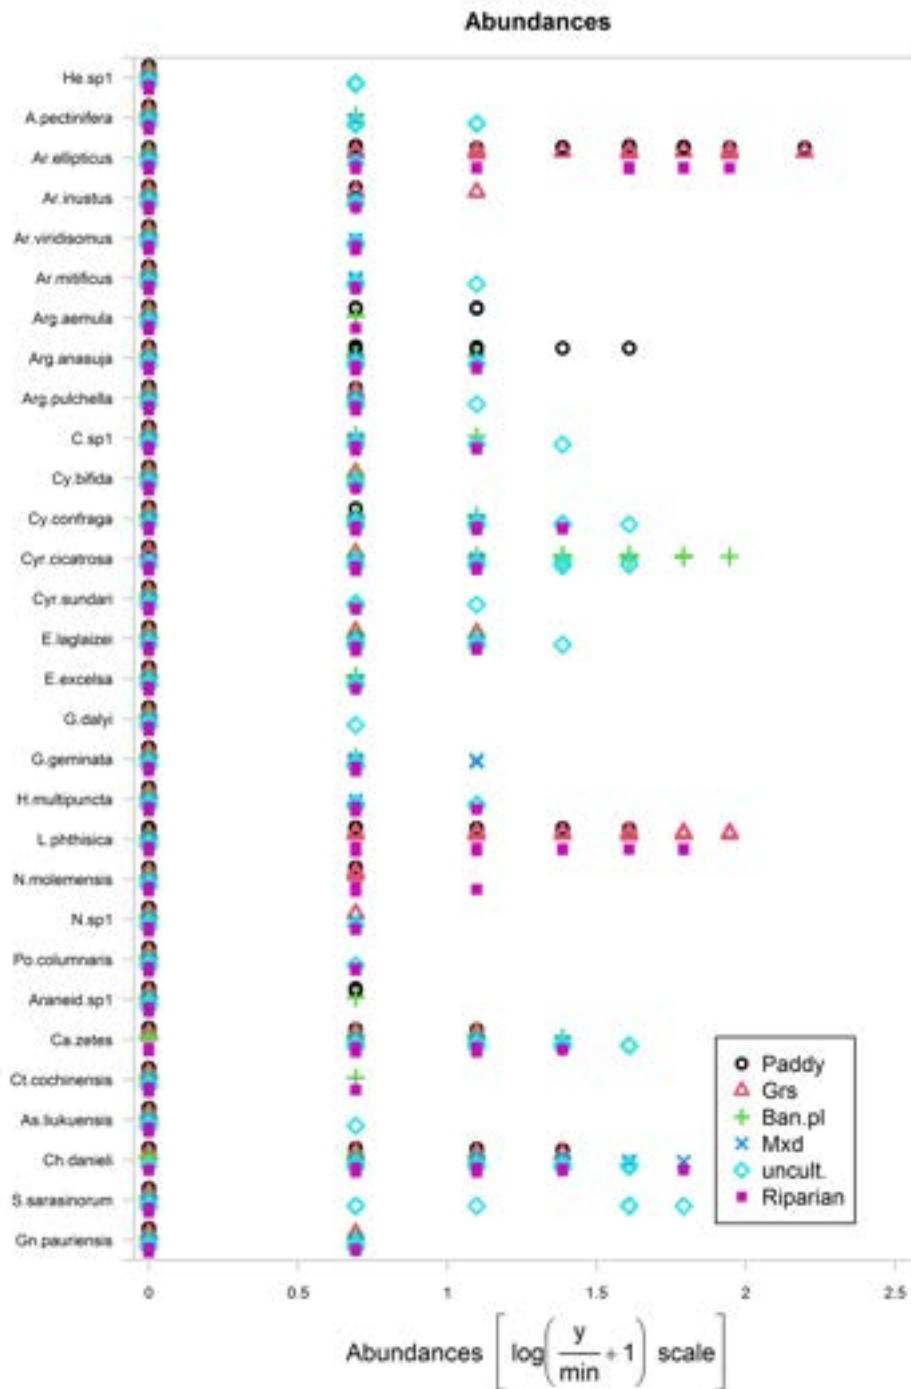 Abundances
He.sp1
A.pectinifera
Ar.ellipticus
Ar.inustus
Ar.viridisomus
Ar.mitificus
Arg.aemula
Arg.anasuja
Arg.pulchella
C.sp1
Cy.bifida
Cy.confraga
Cyr.cicatrosa
Cyr.sundari
E.laglaizei
E.excelsa
G.dalyi
G.geminata
H.multipuncta
L.phthisica
N.molemensis
N.sp1
Po.columnaris
Araneid.sp1
Ca.zetes
Ct.cochinensis
As.liukuensis
Ch.danieli
S.sarasinorum
Gn.pauriensis
Paddy
Grs
Ban.pl
Mxd
uncult.
Riparian
0 0.5 1 1.5 2 2.5
Abundances [log(y/min + 1) scale]